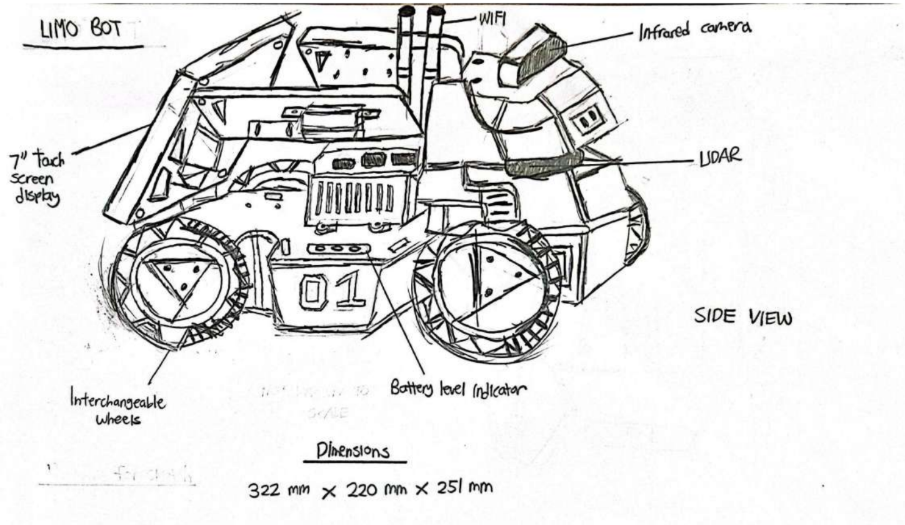 LIMO BOT
WIFI
Infrared camera
7" touch
screen
display
LIDAR
01
SIDE VIEW
Interchangeable
wheels
Battery level indicator
Dimensions
322 mm × 220 mm × 251 mm